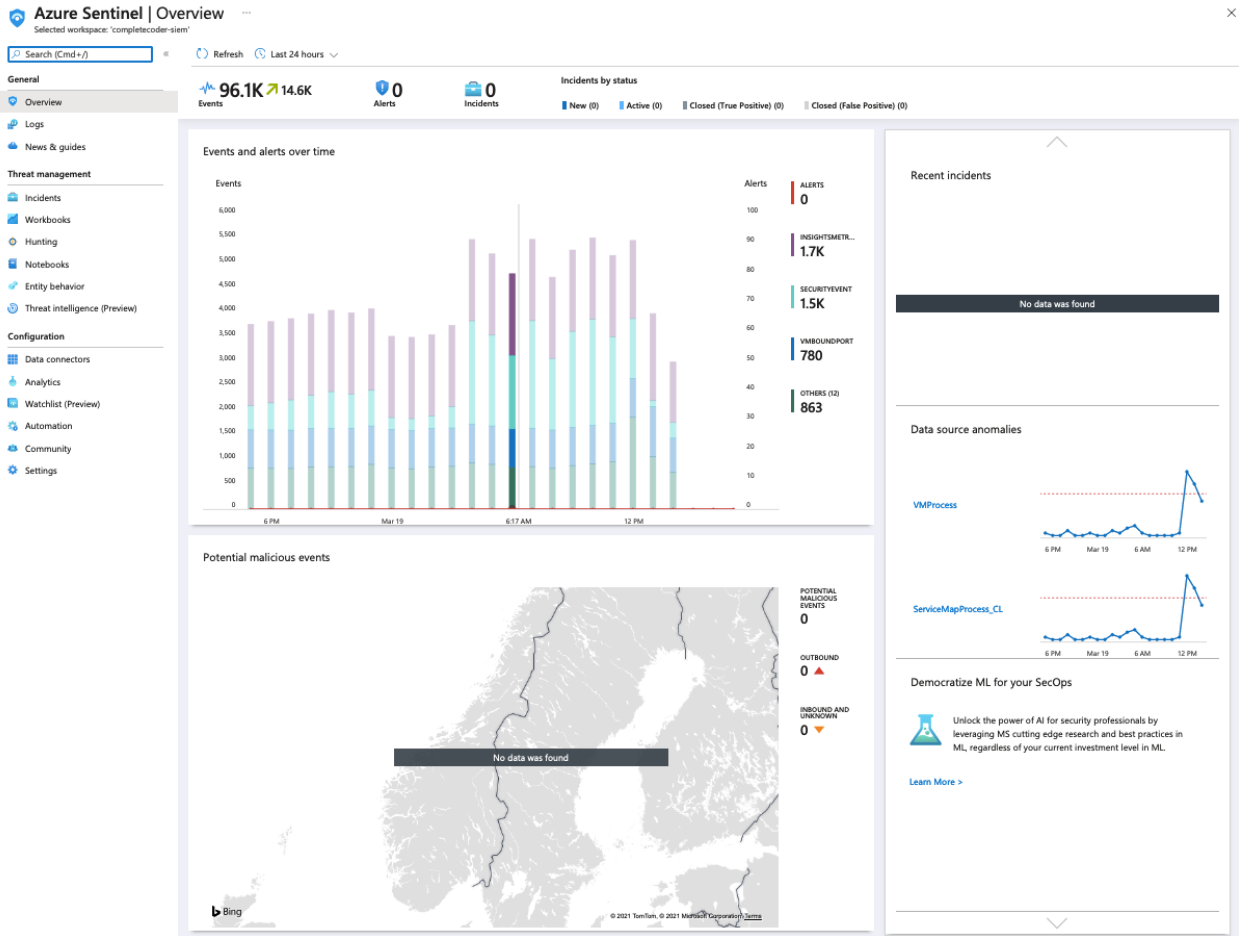 Azure Sentinel | Overview ...
Selected workspace: 'completecoder-siem'
Search (Cmd+/)
«
Refresh
Last 24 hours
General
Overview
Logs
News & guides
Threat management
Incidents
Workbooks
Hunting
Notebooks
Entity behavior
Threat intelligence (Preview)
Configuration
Data connectors
Analytics
Watchlist (Preview)
Automation
Community
Settings
96.1K 14.6K
Events
0
Alerts
0
Incidents
Incidents by status
New (0) Active (0) Closed (True Positive) (0) Closed (False Positive) (0)
Events and alerts over time
Events
6,000
5,500
5,000
4,500
4,000
3,500
3,000
2,500
2,000
1,500
1,000
500
0
6 PM Mar 19 6:17 AM 12 PM
Alerts
100
90
80
70
60
50
40
30
20
10
0
ALERTS
0
INSIGHTSMETR...
1.7K
SECURITYEVENT
1.5K
VMBOUNDPORT
780
OTHERS (12)
863
Potential malicious events
No data was found
Bing
© 2021 TomTom, © 2021 Microsoft Corporation Terms
POTENTIAL
MALICIOUS
EVENTS
0
OUTBOUND
0
INBOUND AND
UNKNOWN
0
Recent incidents
No data was found
Data source anomalies
VMProcess
6 PM Mar 19 6 AM 12 PM
ServiceMapProcess_CL
6 PM Mar 19 6 AM 12 PM
Democratize ML for your SecOps
Unlock the power of AI for security professionals by
leveraging MS cutting edge research and best practices in
ML, regardless of your current investment level in ML.
Learn More >